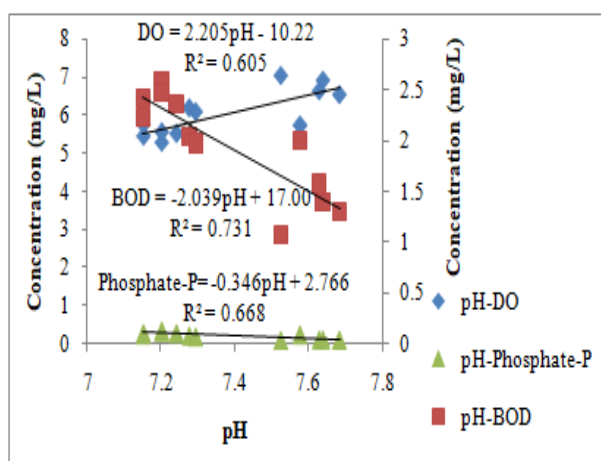 DO = 2.205pH - 10.22
R² = 0.605
BOD = -2.039pH + 17.00
R² = 0.731
Phosphate-P= -0.346pH + 2.766
R² = 0.668
Concentration (mg/L)
8
7
6
5
4
3
2
1
0
3
2.5
2
1.5
1
0.5
0
Concentration (mg/L)
7
7.2
7.4
7.6
7.8
pH
pH-DO
pH-Phosphate-P
pH-BOD